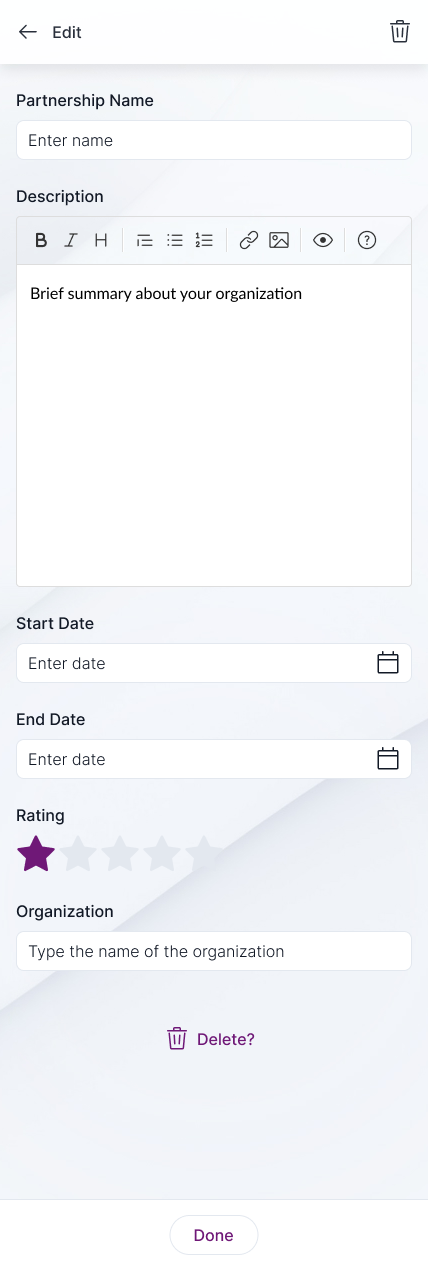 Edit
Partnership Name
Enter name
Description
B I H
Brief summary about your organization
Start Date
Enter date
End Date
Enter date
Rating
Organization
Type the name of the organization
Delete?
Done